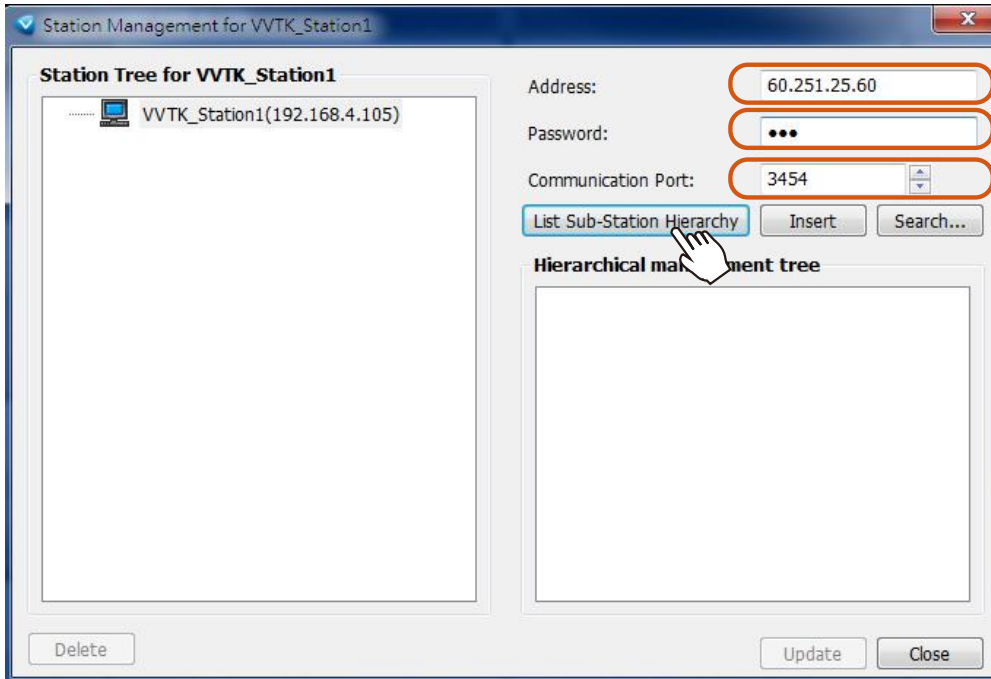 Station Management for VVTK_Station1
Station Tree for VVTK_Station1
VVTK_Station1(192.168.4.105)
Address:
60.251.25.60
Password:
●●●
Communication Port:
3454
List Sub-Station Hierarchy
Insert
Search...
Hierarchical ment tree
Delete
Update
Close